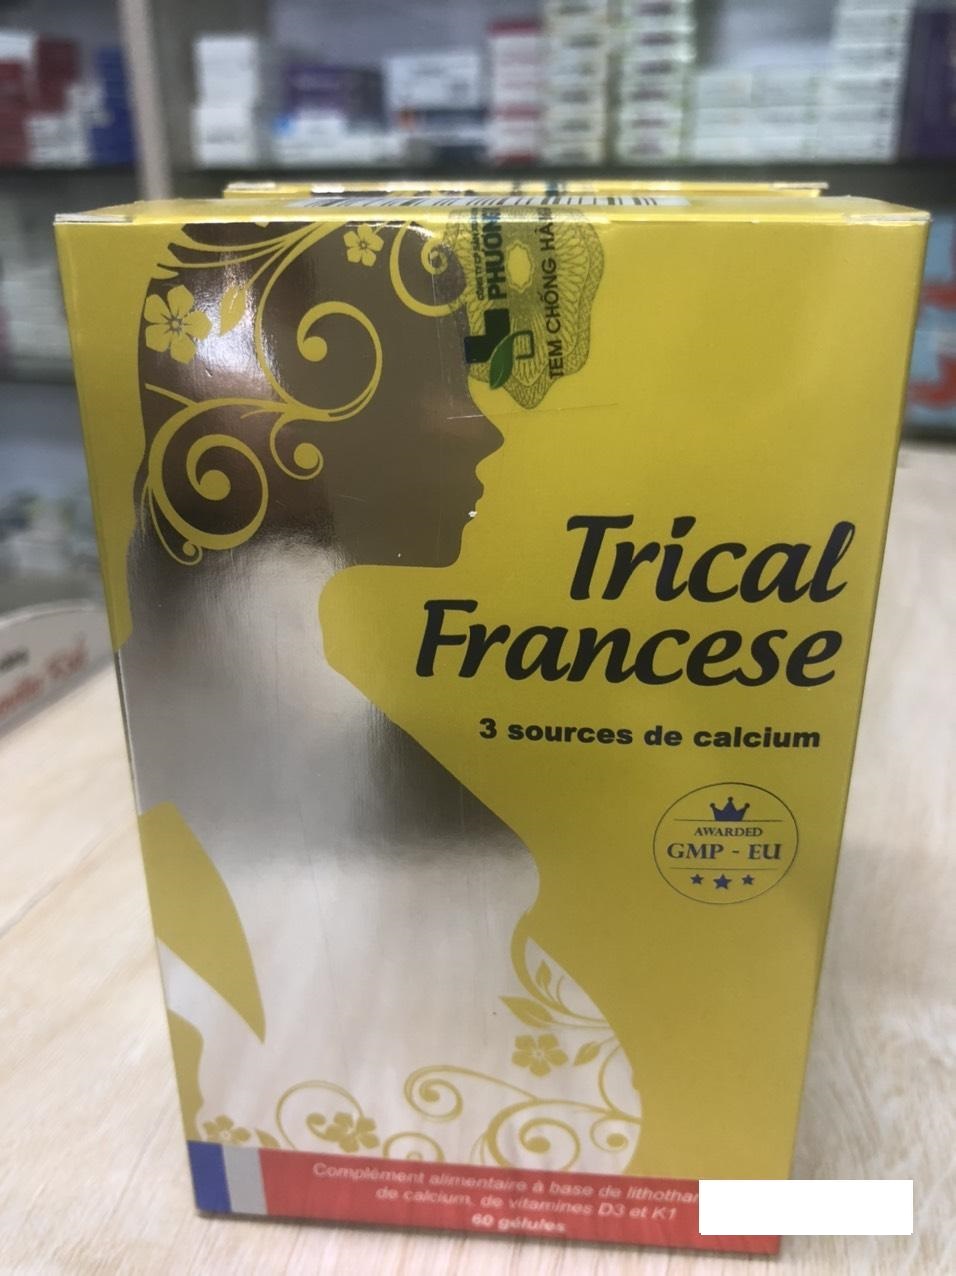 PHƯƠNG
TEM CHỐNG HÀNG
Trical
Francese
3 sources de calcium
AWARDED
GMP - EU
Complément alimentaire à base de
de calcium, de vitamines D3 et K1
60 gélules